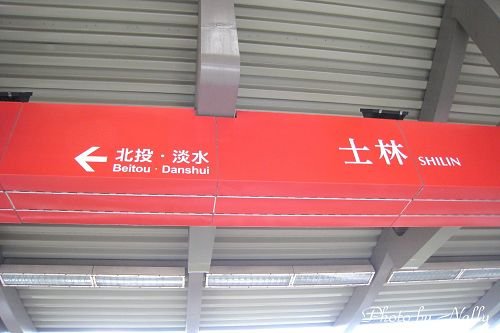 ← 北投·淡水
Beitou·Danshui
士林 SHILIN
Photo by Nally